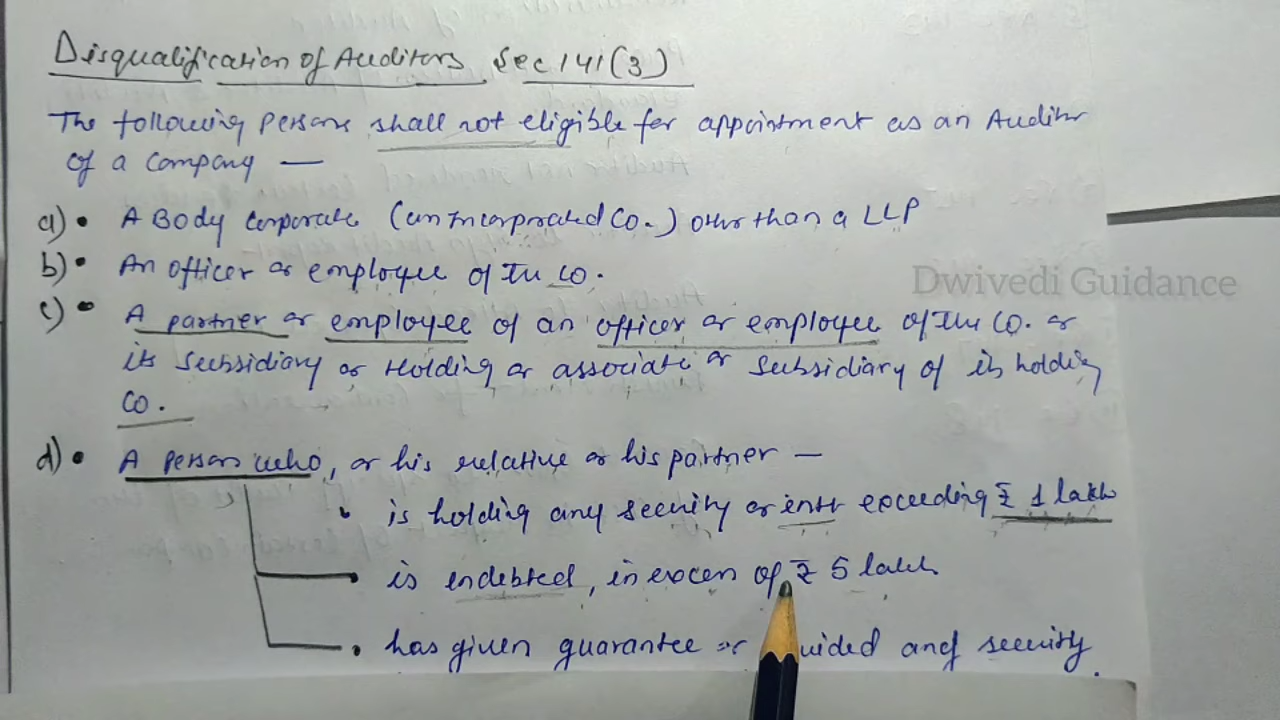 Disqualification of Auditors Sec 141(3)
The following persons shall not eligible for appointment as an Auditor
of a company —
a) • A Body corporate (an Incorporated Co.) other than a LLP
b) • An officer or employee of the co.
Dwivedi Guidance
c) • A partner or employee of an officer or employee of the Co. or
its subsidiary or Holding or associate or subsidiary of its holding
co.
d) • A person who, or his relative or his partner —
is holding any security or intt exceeding ₹ 1 lakh
• is indebted, in excess of ₹ 5 lakh
• has given guarantee or any security.